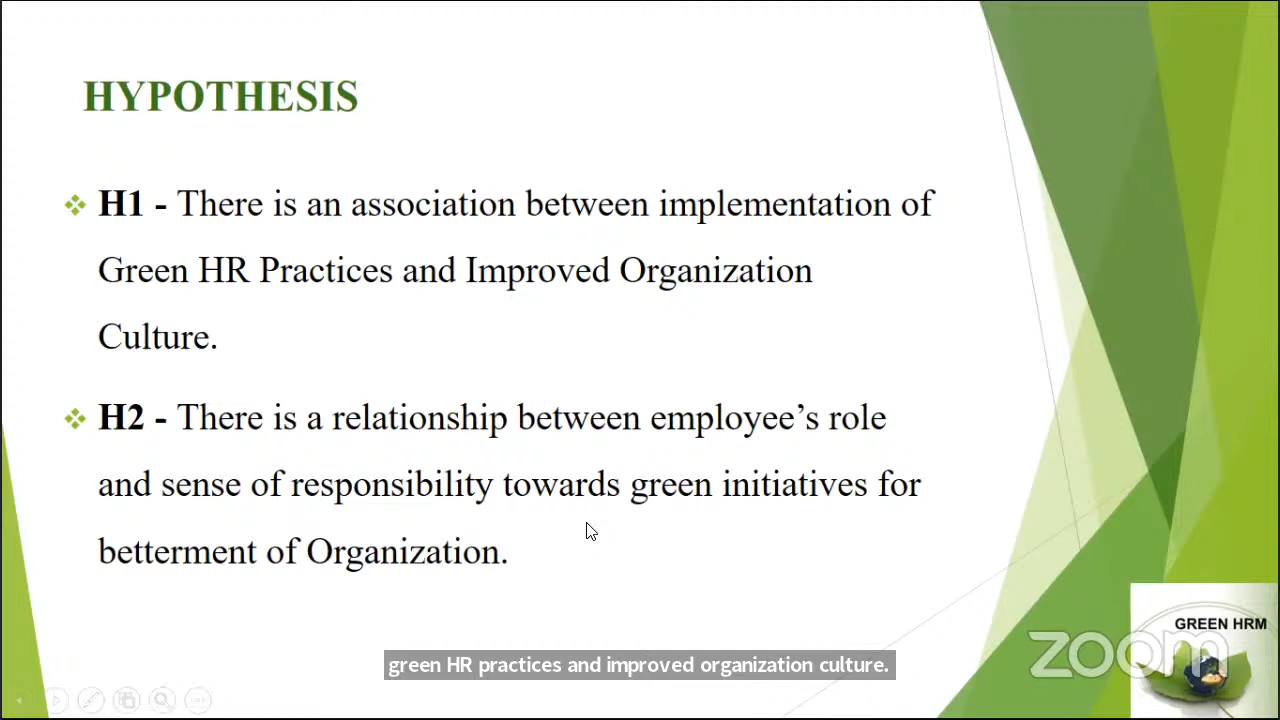 HYPOTHESIS
H1 - There is an association between implementation of
Green HR Practices and Improved Organization
Culture.
H2 - There is a relationship between employee’s role
and sense of responsibility towards green initiatives for
betterment of Organization.
GREEN HRM
zoom
green HR practices and improved organization culture.